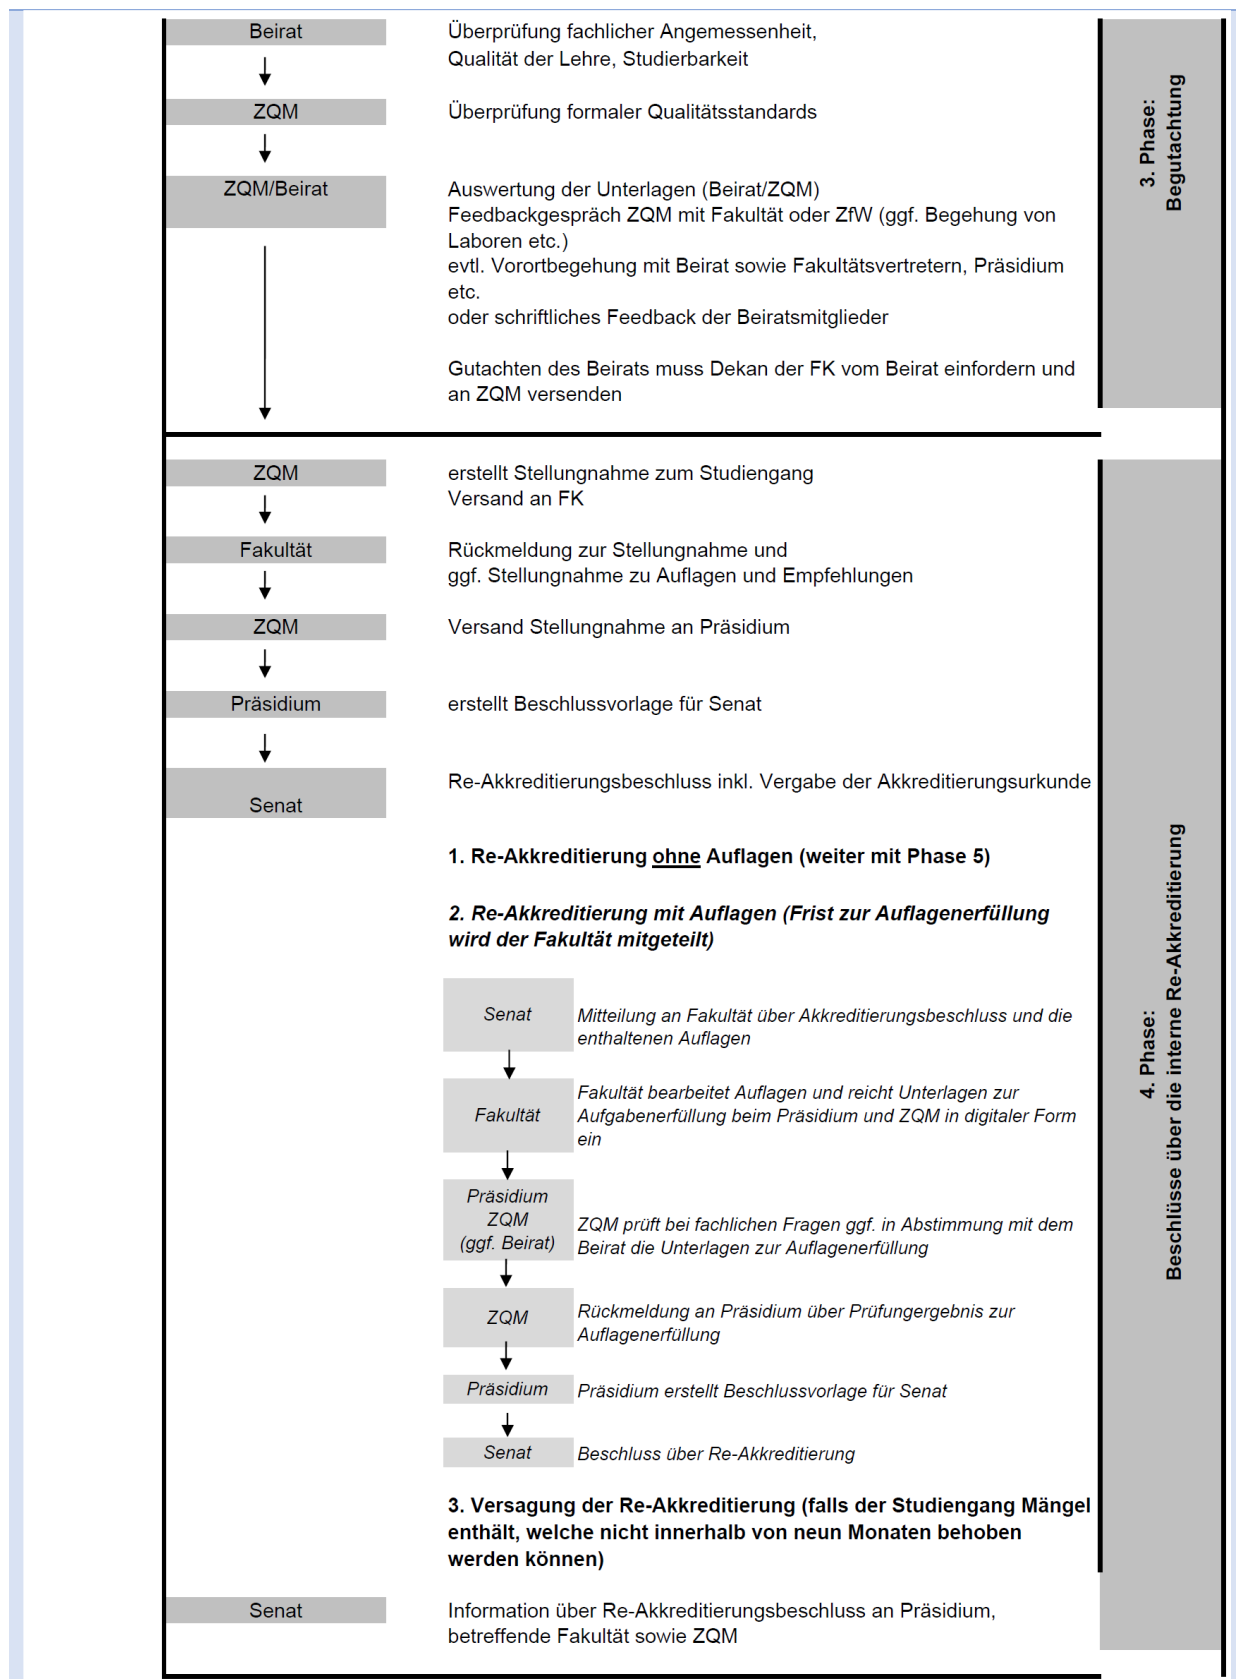 Beirat
Überprüfung fachlicher Angemessenheit,
Qualität der Lehre, Studierbarkeit
ZQM
Überprüfung formaler Qualitätsstandards
ZQM/Beirat
Auswertung der Unterlagen (Beirat/ZQM)
Feedbackgespräch ZQM mit Fakultät oder ZfW (ggf. Begehung von
Laboren etc.)
evtl. Vorortbegehung mit Beirat sowie Fakultätsvertretern, Präsidium
etc.
oder schriftliches Feedback der Beiratsmitglieder
Gutachten des Beirats muss Dekan der FK vom Beirat einfordern und
an ZQM versenden
3. Phase:
Begutachtung
ZQM
erstellt Stellungnahme zum Studiengang
Versand an FK
Fakultät
Rückmeldung zur Stellungnahme und
ggf. Stellungnahme zu Auflagen und Empfehlungen
ZQM
Versand Stellungnahme an Präsidium
Präsidium
erstellt Beschlussvorlage für Senat
Senat
Re-Akkreditierungsbeschluss inkl. Vergabe der Akkreditierungsurkunde
1. Re-Akkreditierung ohne Auflagen (weiter mit Phase 5)
2. Re-Akkreditierung mit Auflagen (Frist zur Auflagenerfüllung
wird der Fakultät mitgeteilt)
Senat
Mitteilung an Fakultät über Akkreditierungsbeschluss und die
enthaltenen Auflagen
Fakultät
Fakultät bearbeitet Auflagen und reicht Unterlagen zur
Aufgabenerfüllung beim Präsidium und ZQM in digitaler Form
ein
Präsidium
ZQM
(ggf. Beirat)
ZQM prüft bei fachlichen Fragen ggf. in Abstimmung mit dem
Beirat die Unterlagen zur Auflagenerfüllung
ZQM
Rückmeldung an Präsidium über Prüfungergebnis zur
Auflagenerfüllung
Präsidium
Präsidium erstellt Beschlussvorlage für Senat
Senat
Beschluss über Re-Akkreditierung
3. Versagung der Re-Akkreditierung (falls der Studiengang Mängel
enthält, welche nicht innerhalb von neun Monaten behoben
werden können)
Senat
Information über Re-Akkreditierungsbeschluss an Präsidium,
betreffende Fakultät sowie ZQM
4. Phase:
Beschlüsse über die interne Re-Akkreditierung